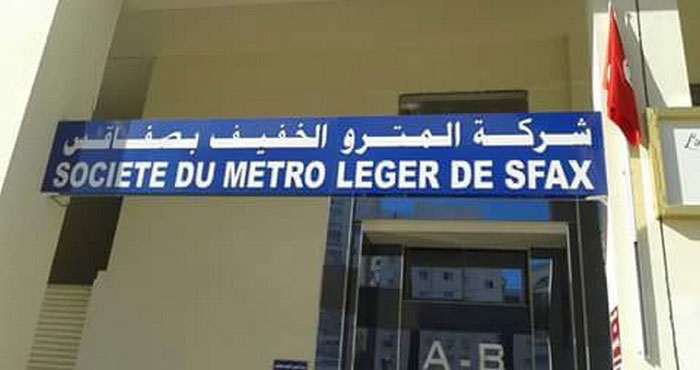 شركة المترو الخفيف بصفاقس
SOCIETE DU METRO LEGER DE SFAX
A-B